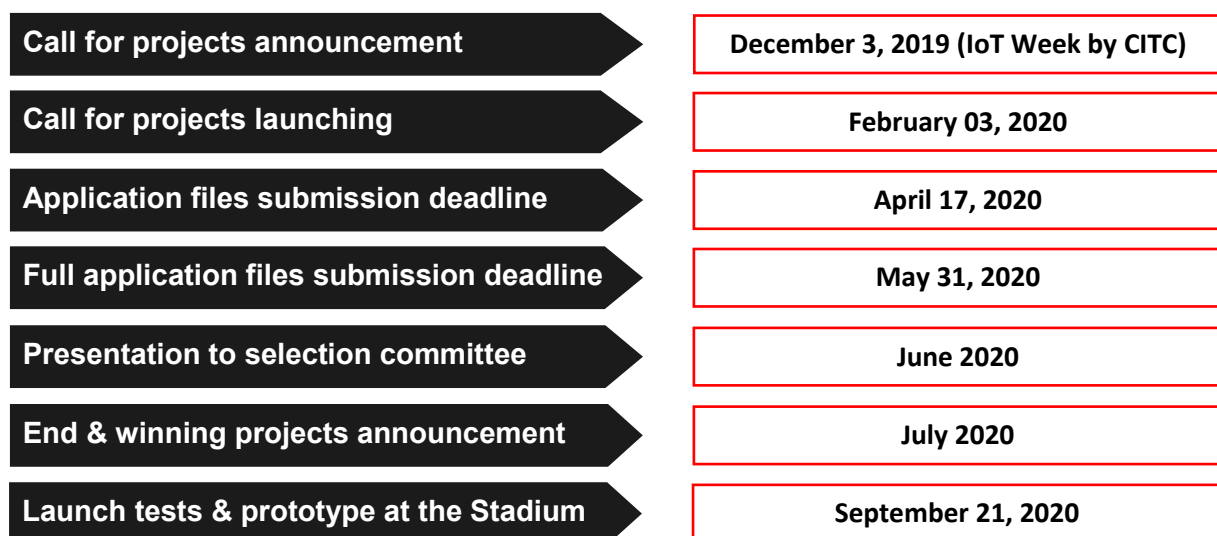 Call for projects announcement
December 3, 2019 (IoT Week by CITC)
Call for projects launching
February 03, 2020
Application files submission deadline
April 17, 2020
Full application files submission deadline
May 31, 2020
Presentation to selection committee
June 2020
End & winning projects announcement
July 2020
Launch tests & prototype at the Stadium
September 21, 2020